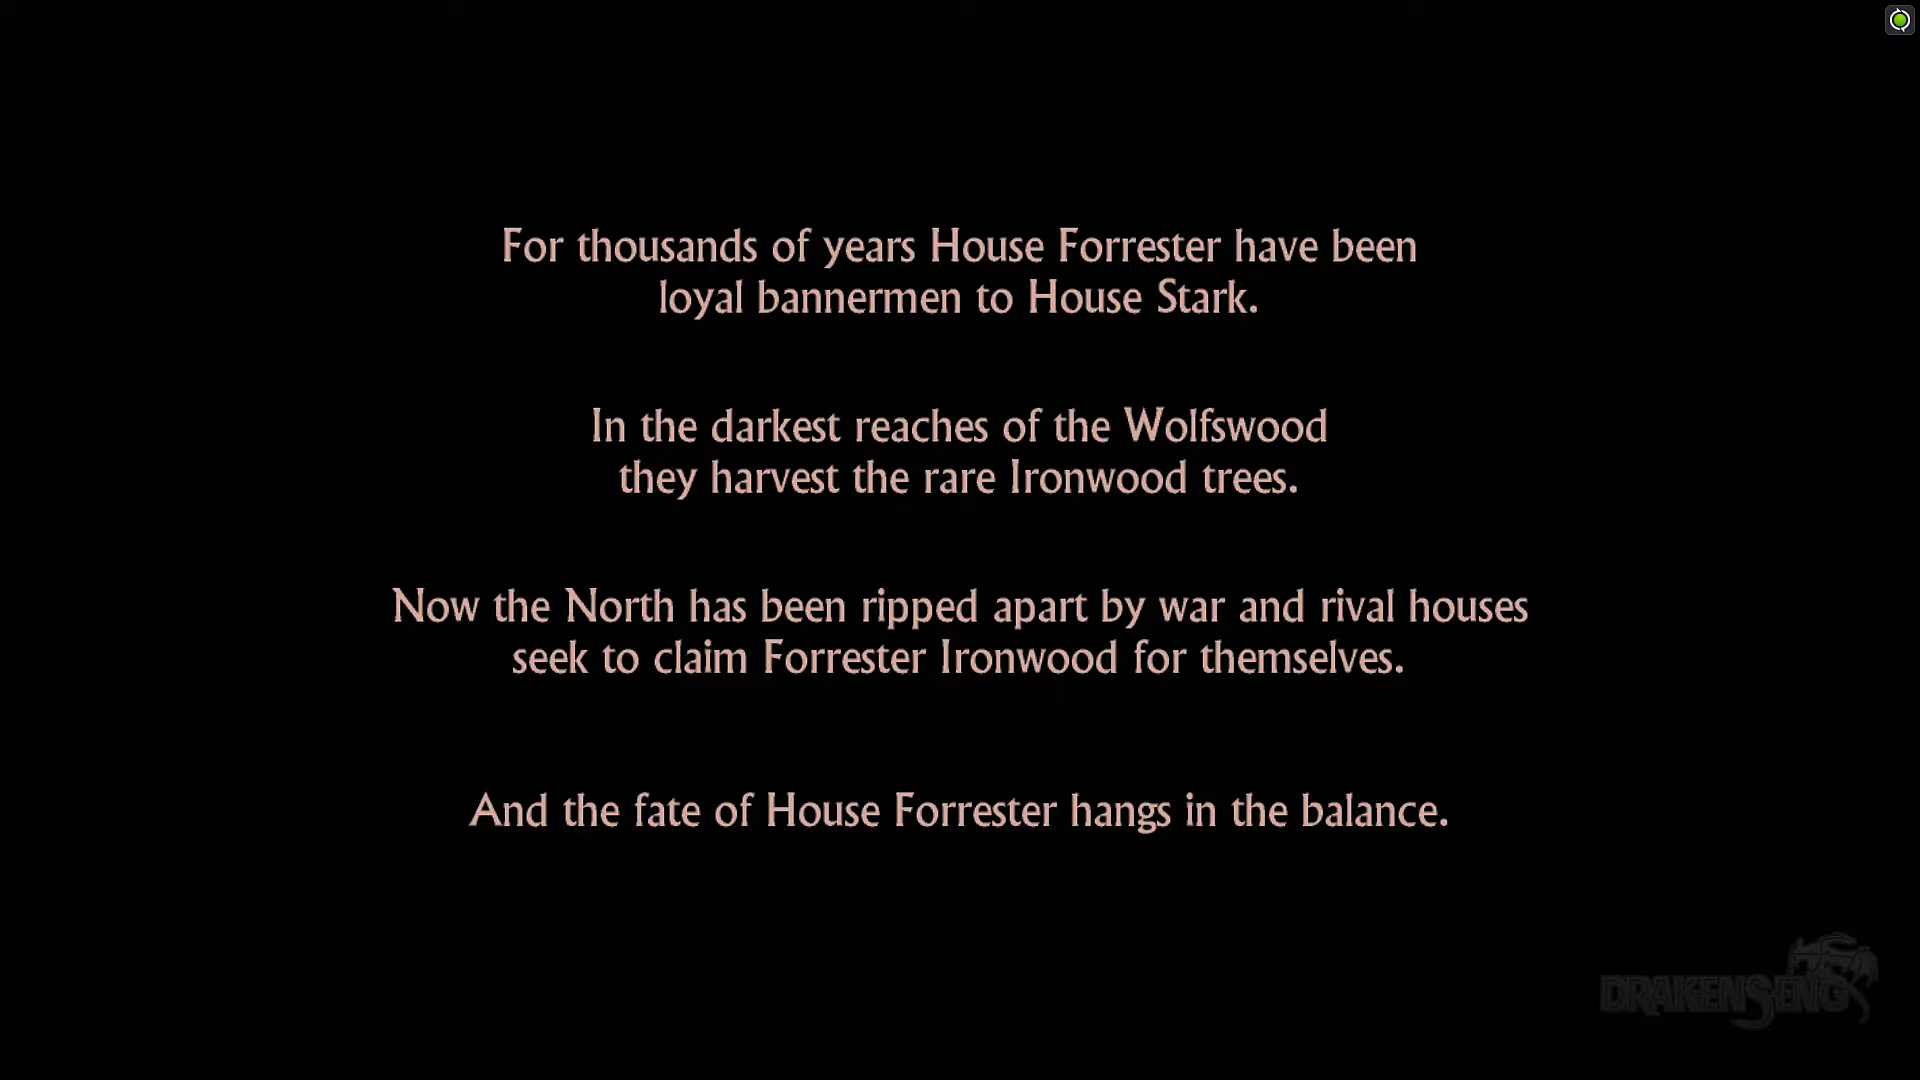 For thousands of years House Forrester have been
loyal bannermen to House Stark.
In the darkest reaches of the Wolfswood
they harvest the rare Ironwood trees.
Now the North has been ripped apart by war and rival houses
seek to claim Forrester Ironwood for themselves.
And the fate of House Forrester hangs in the balance.
DRAKENSENG